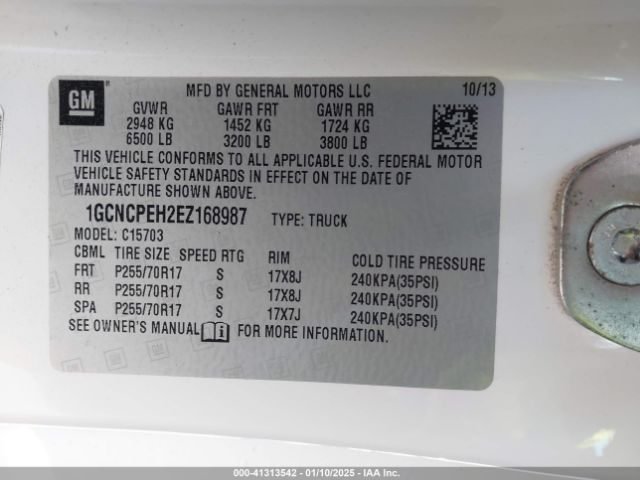 GM
MFD BY GENERAL MOTORS LLC 10/13
GVWR GAWR FRT GAWR RR
2948 KG 1452 KG 1724 KG
6500 LB 3200 LB 3800 LB
THIS VEHICLE CONFORMS TO ALL APPLICABLE U.S. FEDERAL MOTOR
VEHICLE SAFETY STANDARDS IN EFFECT ON THE DATE OF
MANUFACTURE SHOWN ABOVE.
1GCNCPEH2EZ168987 TYPE: TRUCK
MODEL: C15703
CBML TIRE SIZE SPEED RTG RIM COLD TIRE PRESSURE
FRT P255/70R17 S 17X8J 240KPA(35PSI)
RR P255/70R17 S 17X8J 240KPA(35PSI)
SPA P255/70R17 S 17X7J 240KPA(35PSI)
SEE OWNER'S MANUAL FOR MORE INFORMATION.
000-41313542 - 01/10/2025 - IAAI.COM